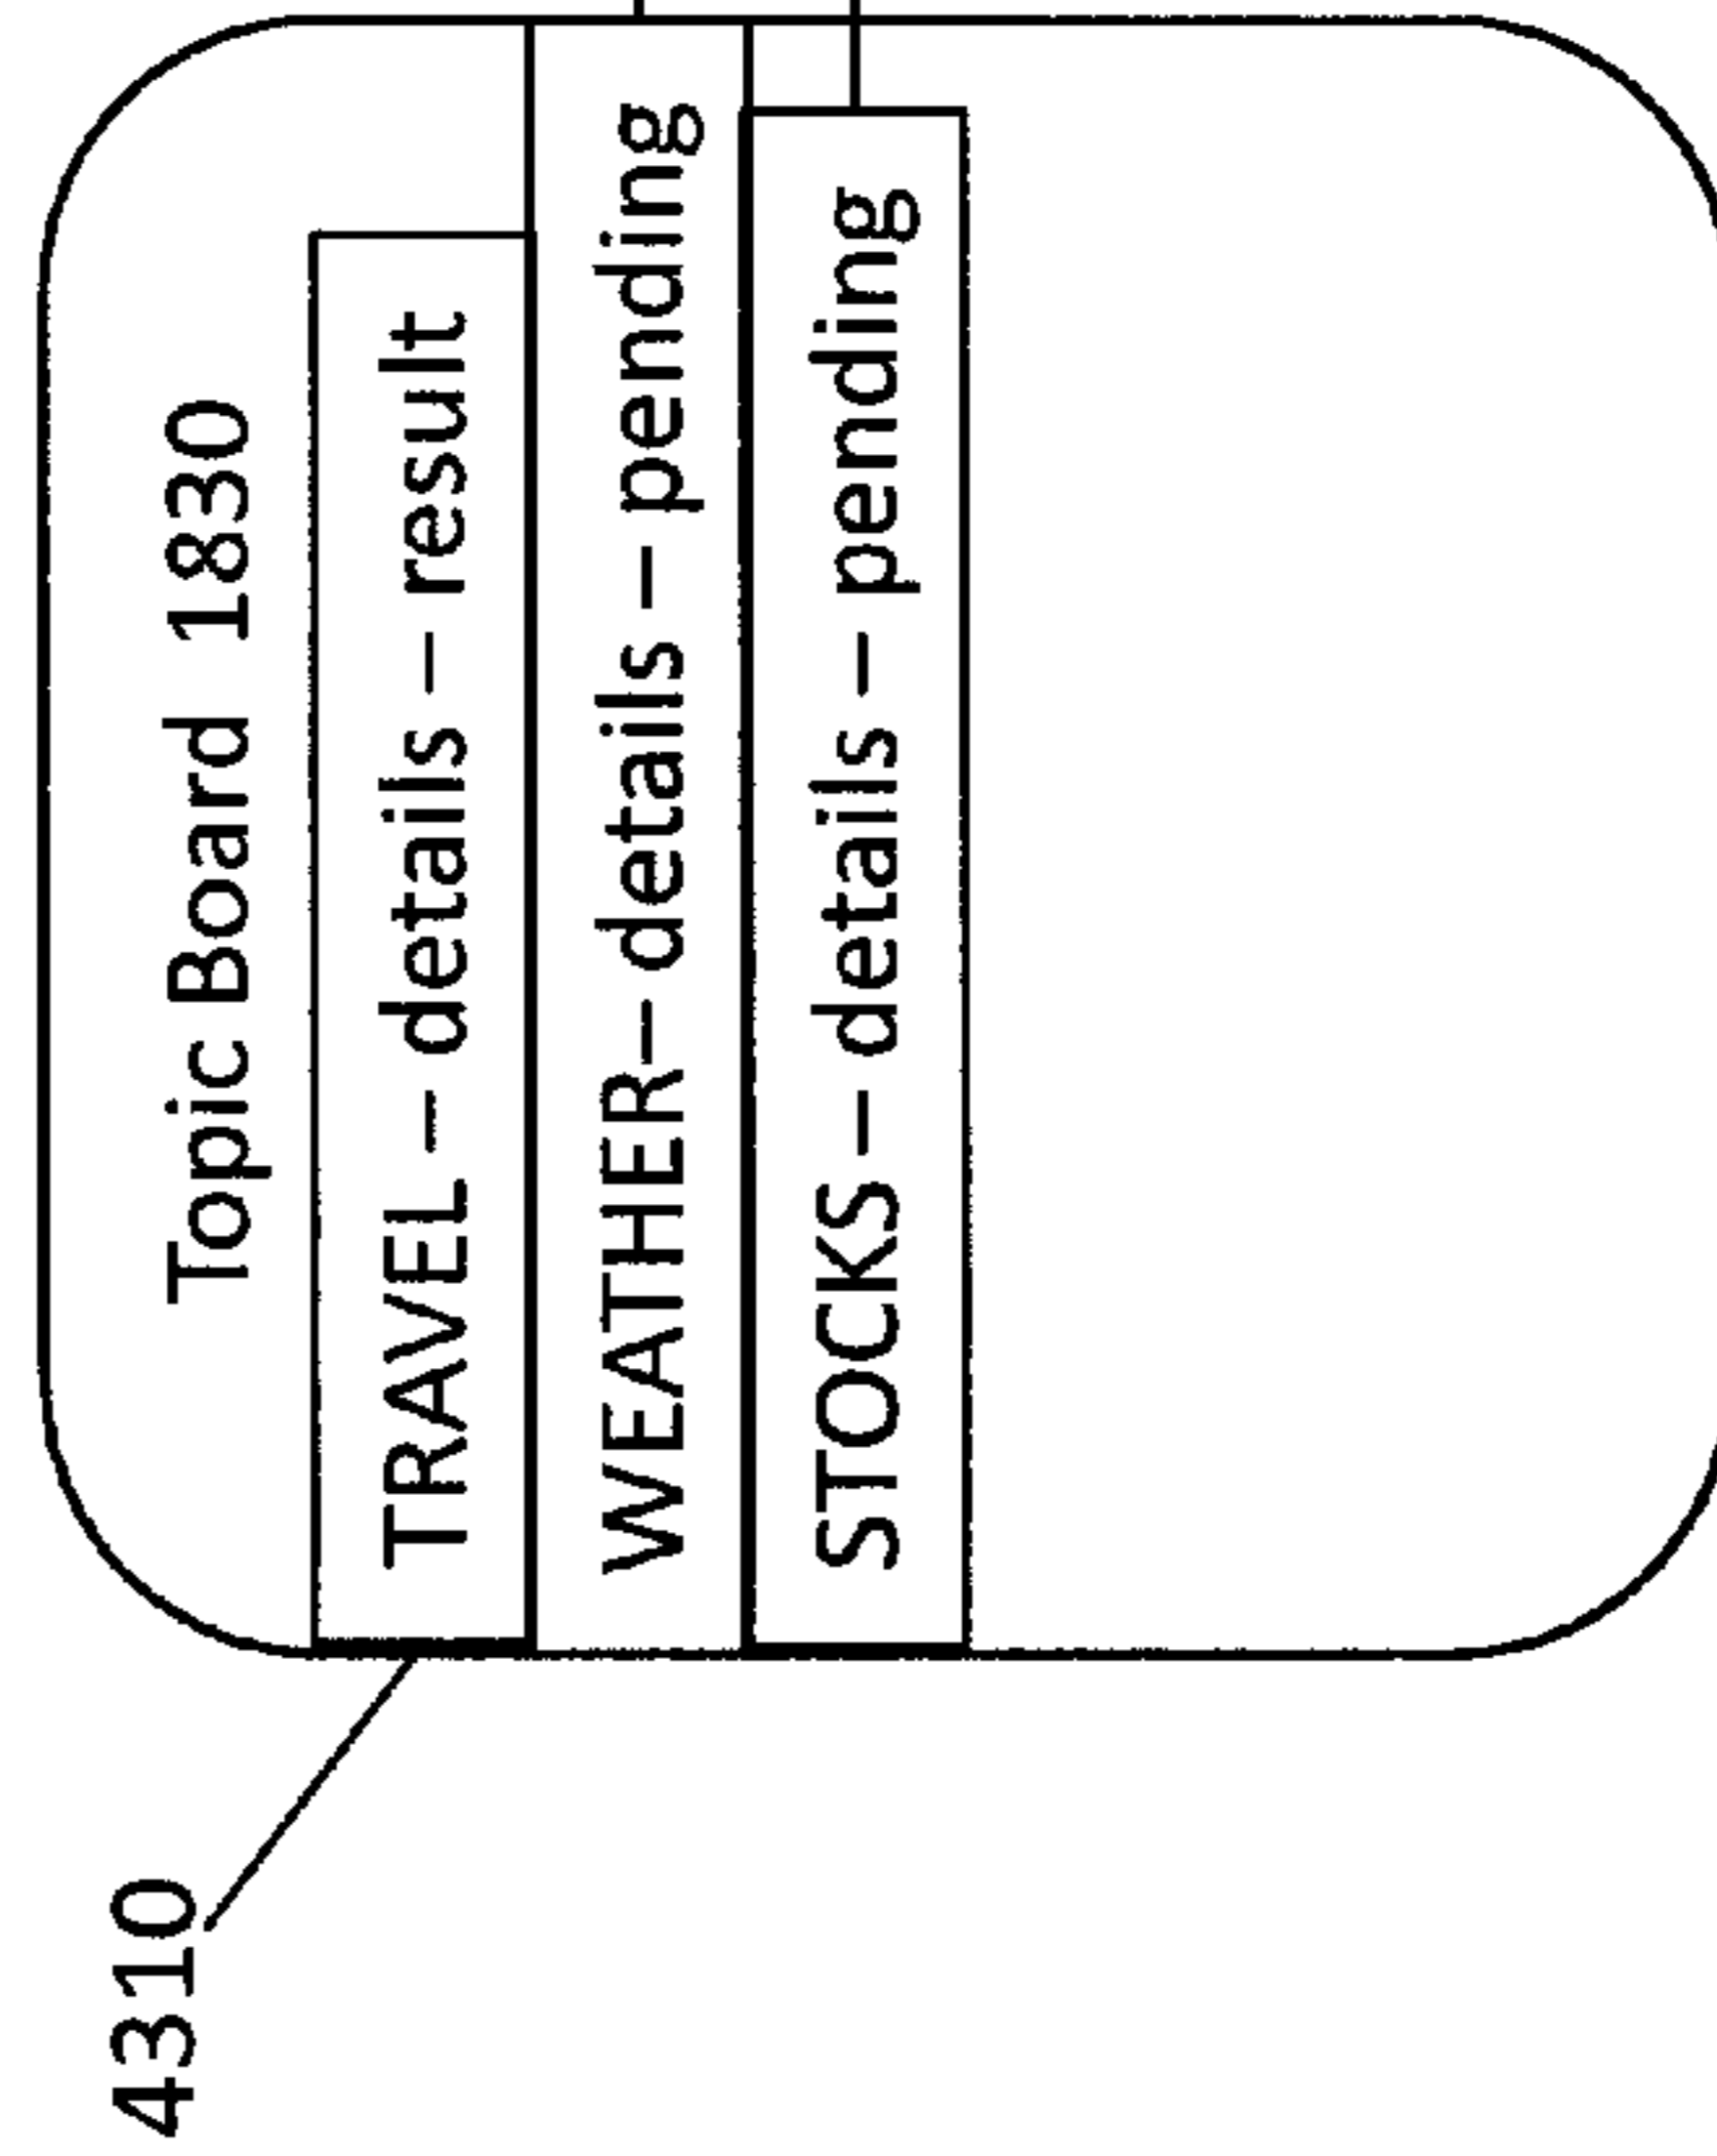 Topic Board 1830
TRAVEL – details – result
WEATHER– details – pending
STOCKS – details – pending
4310